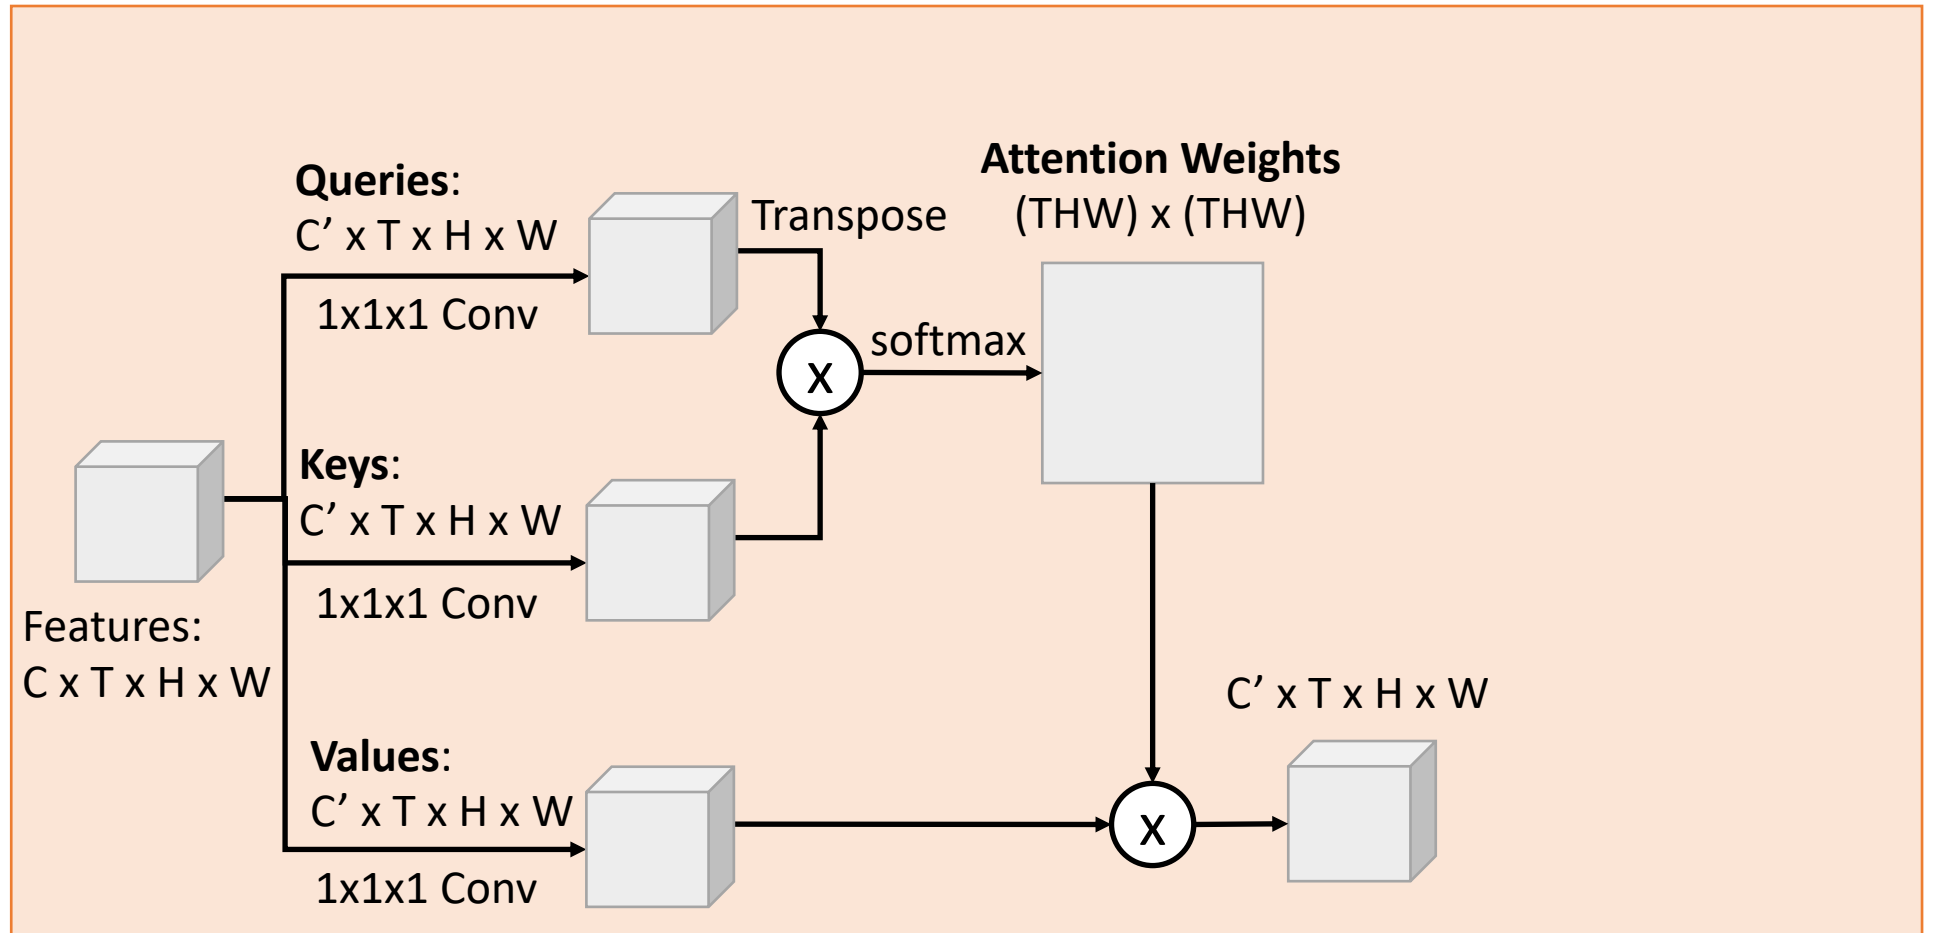 Attention Weights
(THW) x (THW)
Queries:
C’ x T x H x W
1x1x1 Conv
Transpose
x
softmax
Keys:
C’ x T x H x W
1x1x1 Conv
Features:
C x T x H x W
Values:
C’ x T x H x W
1x1x1 Conv
x
C’ x T x H x W